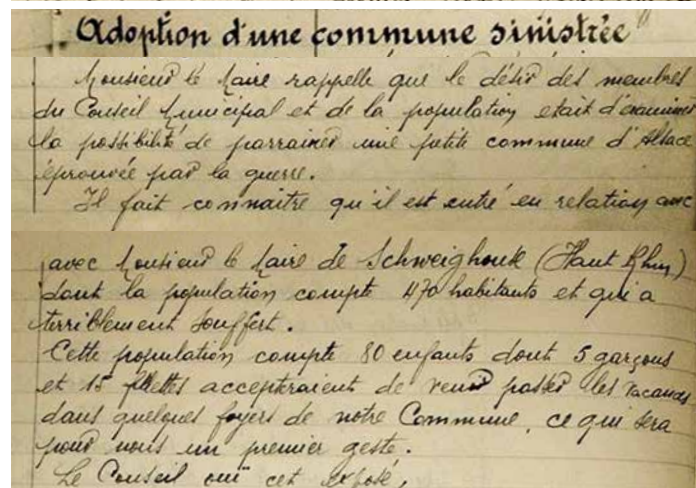 Adoption d'une commune sinistrée "
Monsieur le Maire rappelle que le désir des membres
du Conseil Municipal et de la population etait d'examiner
la possibilité de parrainer une petite commune d'Alsace
éprouvée par la guerre.
Il fait connaitre qu'il est entré en relation avec
avec Monsieur le Maire de Schweighouse (Haut Rhin)
dont la population compte 470 habitants et qui a
terriblement souffert.
Cette population compte 80 enfants dont 5 garçons
et 15 fillettes accepteraient de venir passer les vacances
dans quelques foyers de notre Commune, ce qui sera
pour nous un premier geste.
Le Conseil ouï cet exposé,